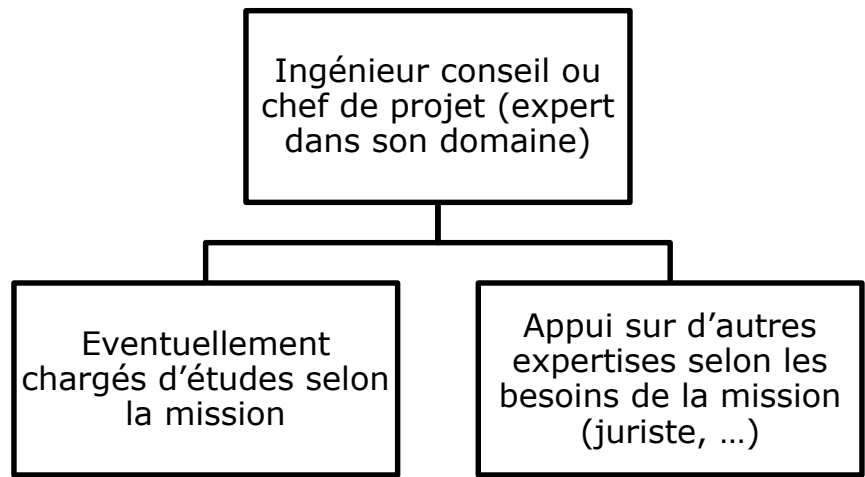 Ingénieur conseil ou
chef de projet (expert
dans son domaine)
Eventuellement
chargés d’études selon
la mission
Appui sur d’autres
expertises selon les
besoins de la mission
(juriste, …)